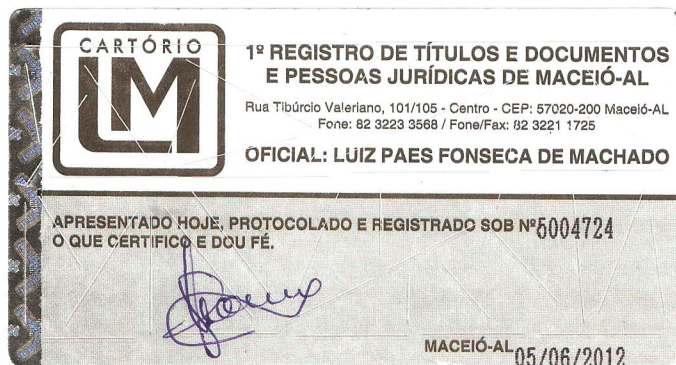 CARTÓRIO
LM
1º REGISTRO DE TÍTULOS E DOCUMENTOS
E PESSOAS JURÍDICAS DE MACEIÓ-AL
Rua Tibúrcio Valeriano, 101/105 - Centro - CEP: 57020-200 Maceió-AL
Fone: 82 3223 3568 / Fone/Fax: 82 3221 1725
OFICIAL: LUIZ PAES FONSECA DE MACHADO
APRESENTADO HOJE, PROTOCOLADO E REGISTRADO SOB Nº 5004724
O QUE CERTIFICO E DOU FÉ.
MACEIÓ-AL 05/06/2012